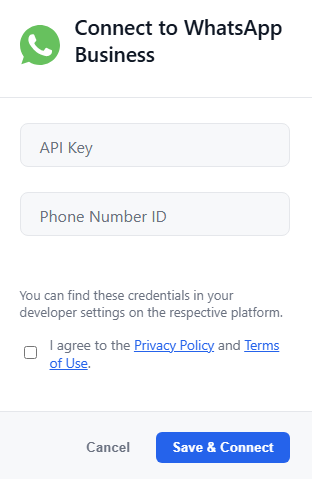 Connect to WhatsApp
Business
API Key
Phone Number ID
You can find these credentials in your
developer settings on the respective platform.
I agree to the Privacy Policy and Terms
of Use.
Cancel
Save & Connect